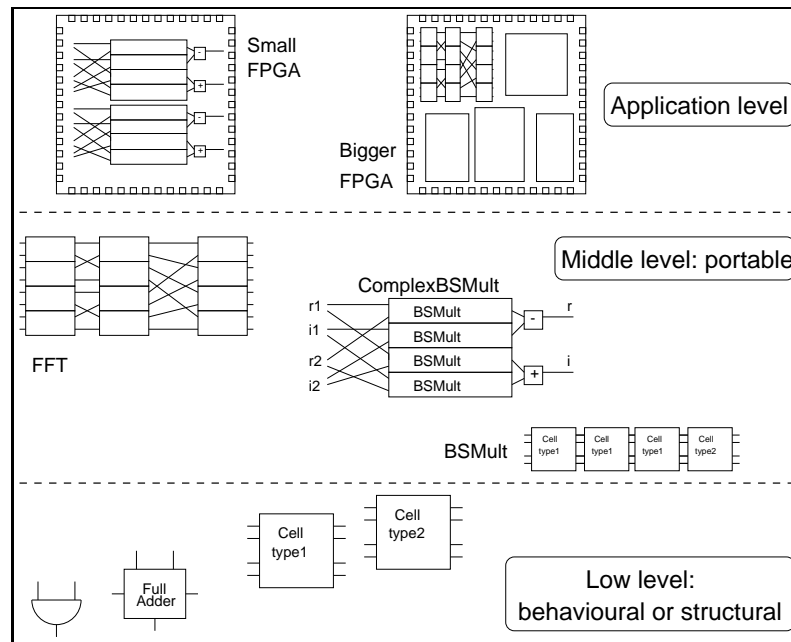 Small
FPGA
-
+
-
+
Bigger
FPGA
Application level
Middle level: portable
FFT
ComplexBSMult
r1
i1
r2
i2
BSMult
BSMult
BSMult
BSMult
-
+
r
i
BSMult
Cell
type1
Cell
type1
Cell
type1
Cell
type2
Full
Adder
Cell
type1
Cell
type2
Low level:
behavioural or structural